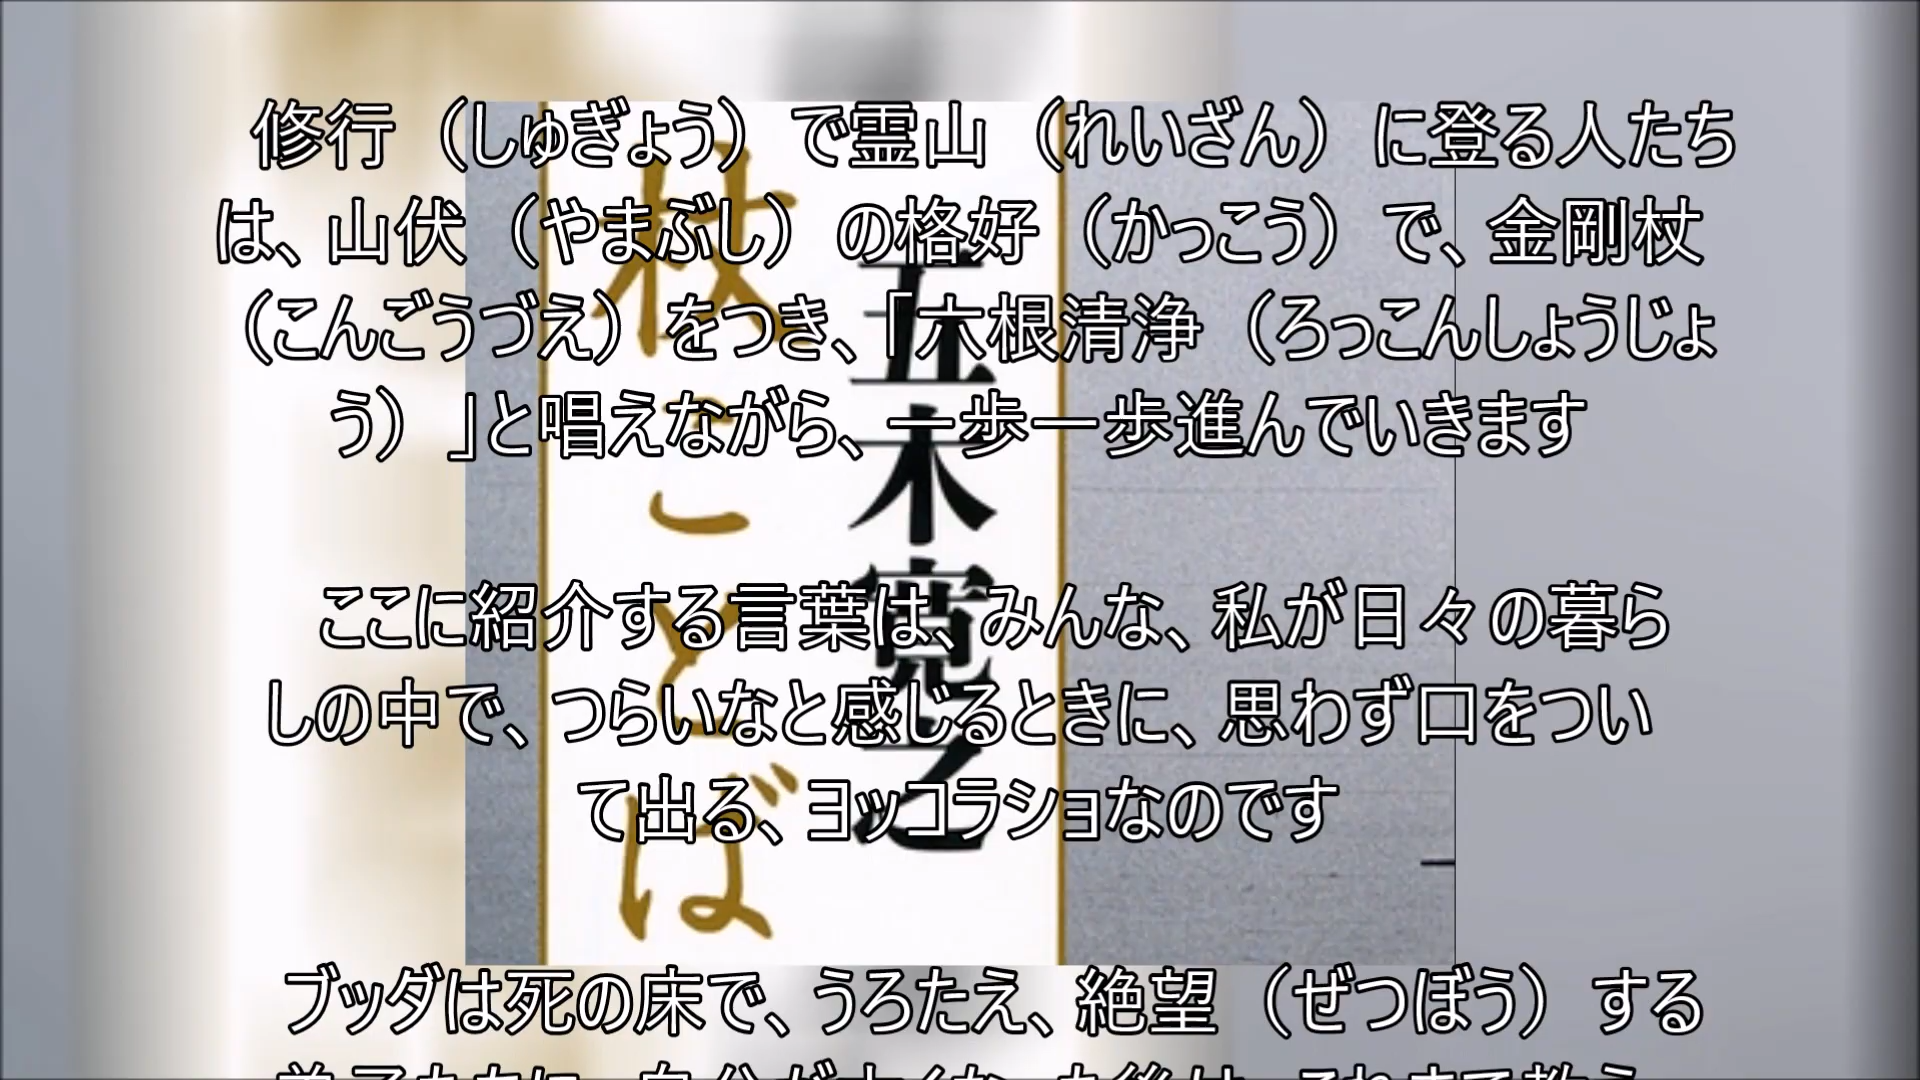 修行（しゅぎょう）で霊山（れいざん）に登る人たち
は、山伏（やまぶし）の格好（かっこう）で、金剛杖
（こんごうづえ）をつき、「六根清浄（ろっこんしょうじょ
う）」と唱えながら、一歩一歩進んでいきます
ここに紹介する言葉は、みんな、私が日々の暮ら
しの中で、つらいなと感じるときに、思わず口をつい
て出る、ヨッコラショなのです
ブッダは死の床で、うろたえ、絶望（ぜつぼう）する
五木寛之
杖ことば